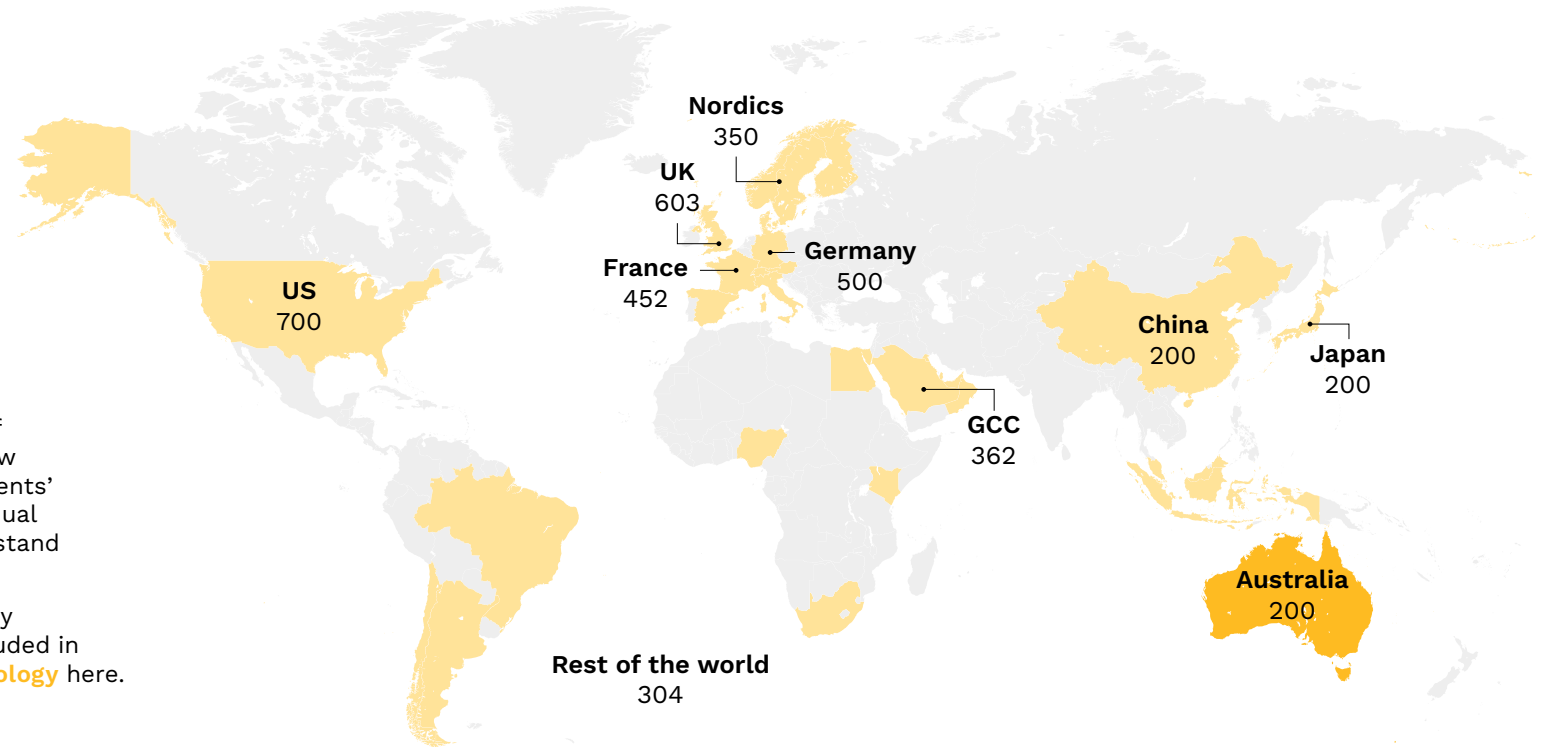 Nordics
350
UK
603
Germany
500
France
452
US
700
China
200
Japan
200
GCC
362
Australia
200
Rest of the world
304
w
ents’
ual
stand
y
uded in
ology here.